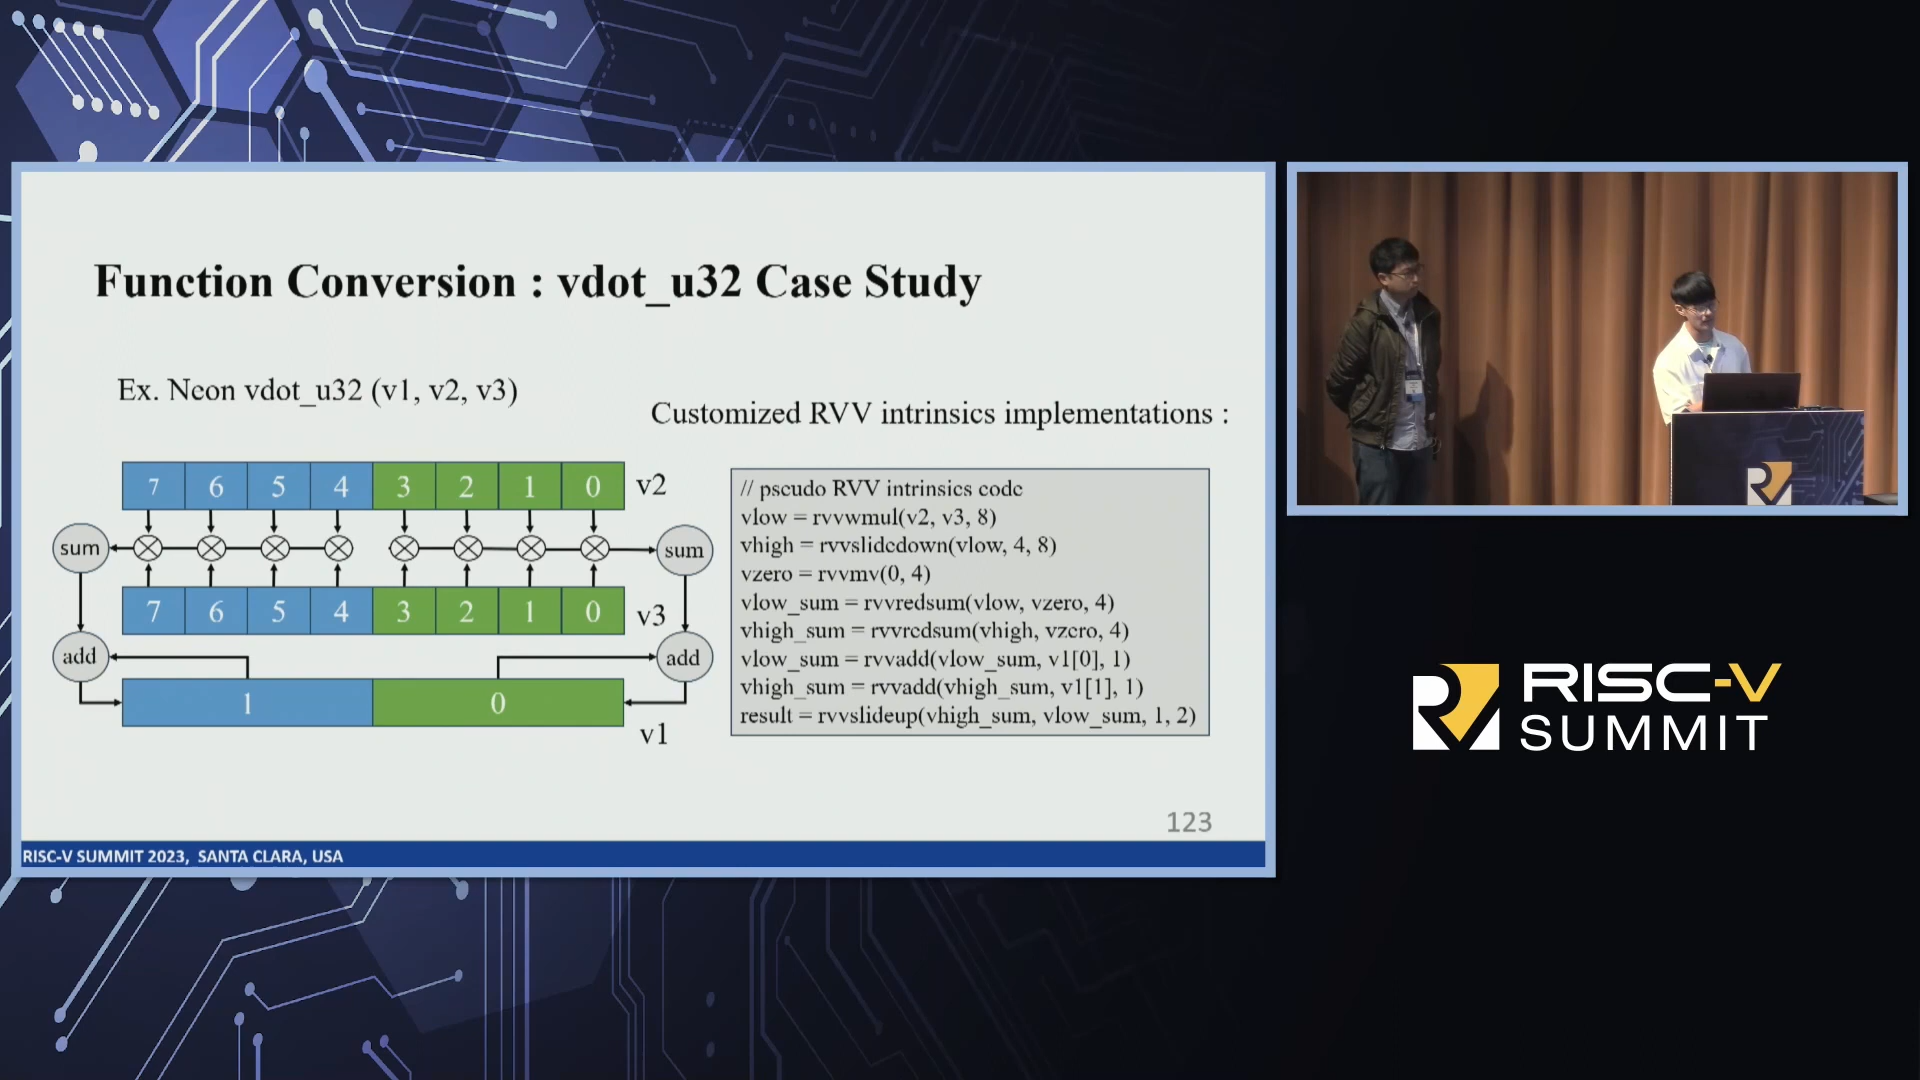 Function Conversion : vdot_u32 Case Study
Ex. Neon vdot_u32 (v1, v2, v3)
Customized RVV intrinsics implementations :
7 6 5 4 3 2 1 0 v2
sum sum
7 6 5 4 3 2 1 0 v3
add add
1 0
v1
// pseudo RVV intrinsics code
vlow = rvvwmul(v2, v3, 8)
vhigh = rvvslidedown(vlow, 4, 8)
vzero = rvvmv(0, 4)
vlow_sum = rvvredsum(vlow, vzero, 4)
vhigh_sum = rvvredsum(vhigh, vzero, 4)
vlow_sum = rvvadd(vlow_sum, v1[0], 1)
vhigh_sum = rvvadd(vhigh_sum, v1[1], 1)
result = rvvslideup(vhigh_sum, vlow_sum, 1, 2)
123
RISC-V SUMMIT 2023, SANTA CLARA, USA
RISC-V
SUMMIT